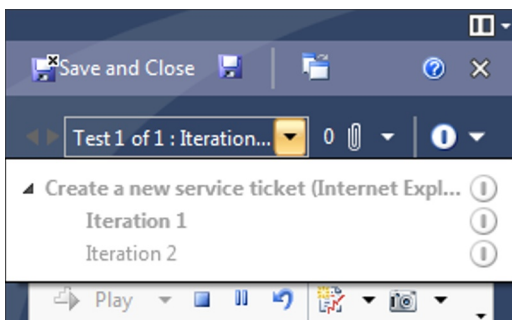 Save and Close
Test 1 of 1 : Iteration... 0
Create a new service ticket (Internet Expl...
Iteration 1
Iteration 2
Play